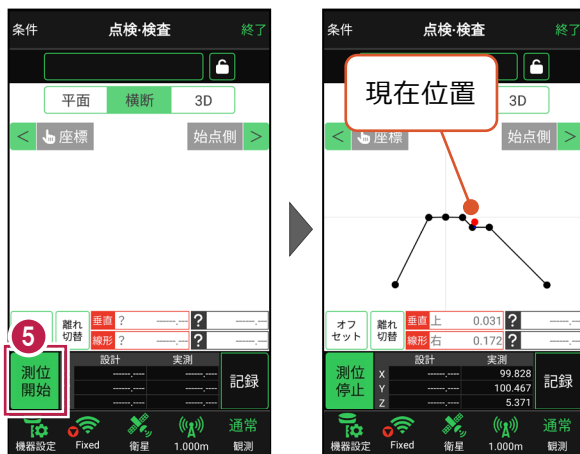 条件 点検・検査 終了
平面 横断 3D
< 座標 始点側 >
5
離れ切替 垂直 ? ------.--- ? ------.---
線形 ? ------.--- ? ------.---
測位開始 設計 実測
------.---- ------.----
------.---- ------.----
------.---- ------.----
記録
機器設定 Fixed 衛星 1.000m 通常観測
条件 点検・検査 終了
現在位置
3D
< 座標 始点側 >
オフセット 離れ切替 垂直 上 0.031 ? ------.---
線形 右 0.172 ? ------.---
測位停止 設計 実測
X ------.---- 99.828
Y ------.---- 100.467
Z ------.---- 5.371
記録
機器設定 Fixed 衛星 1.000m 通常観測